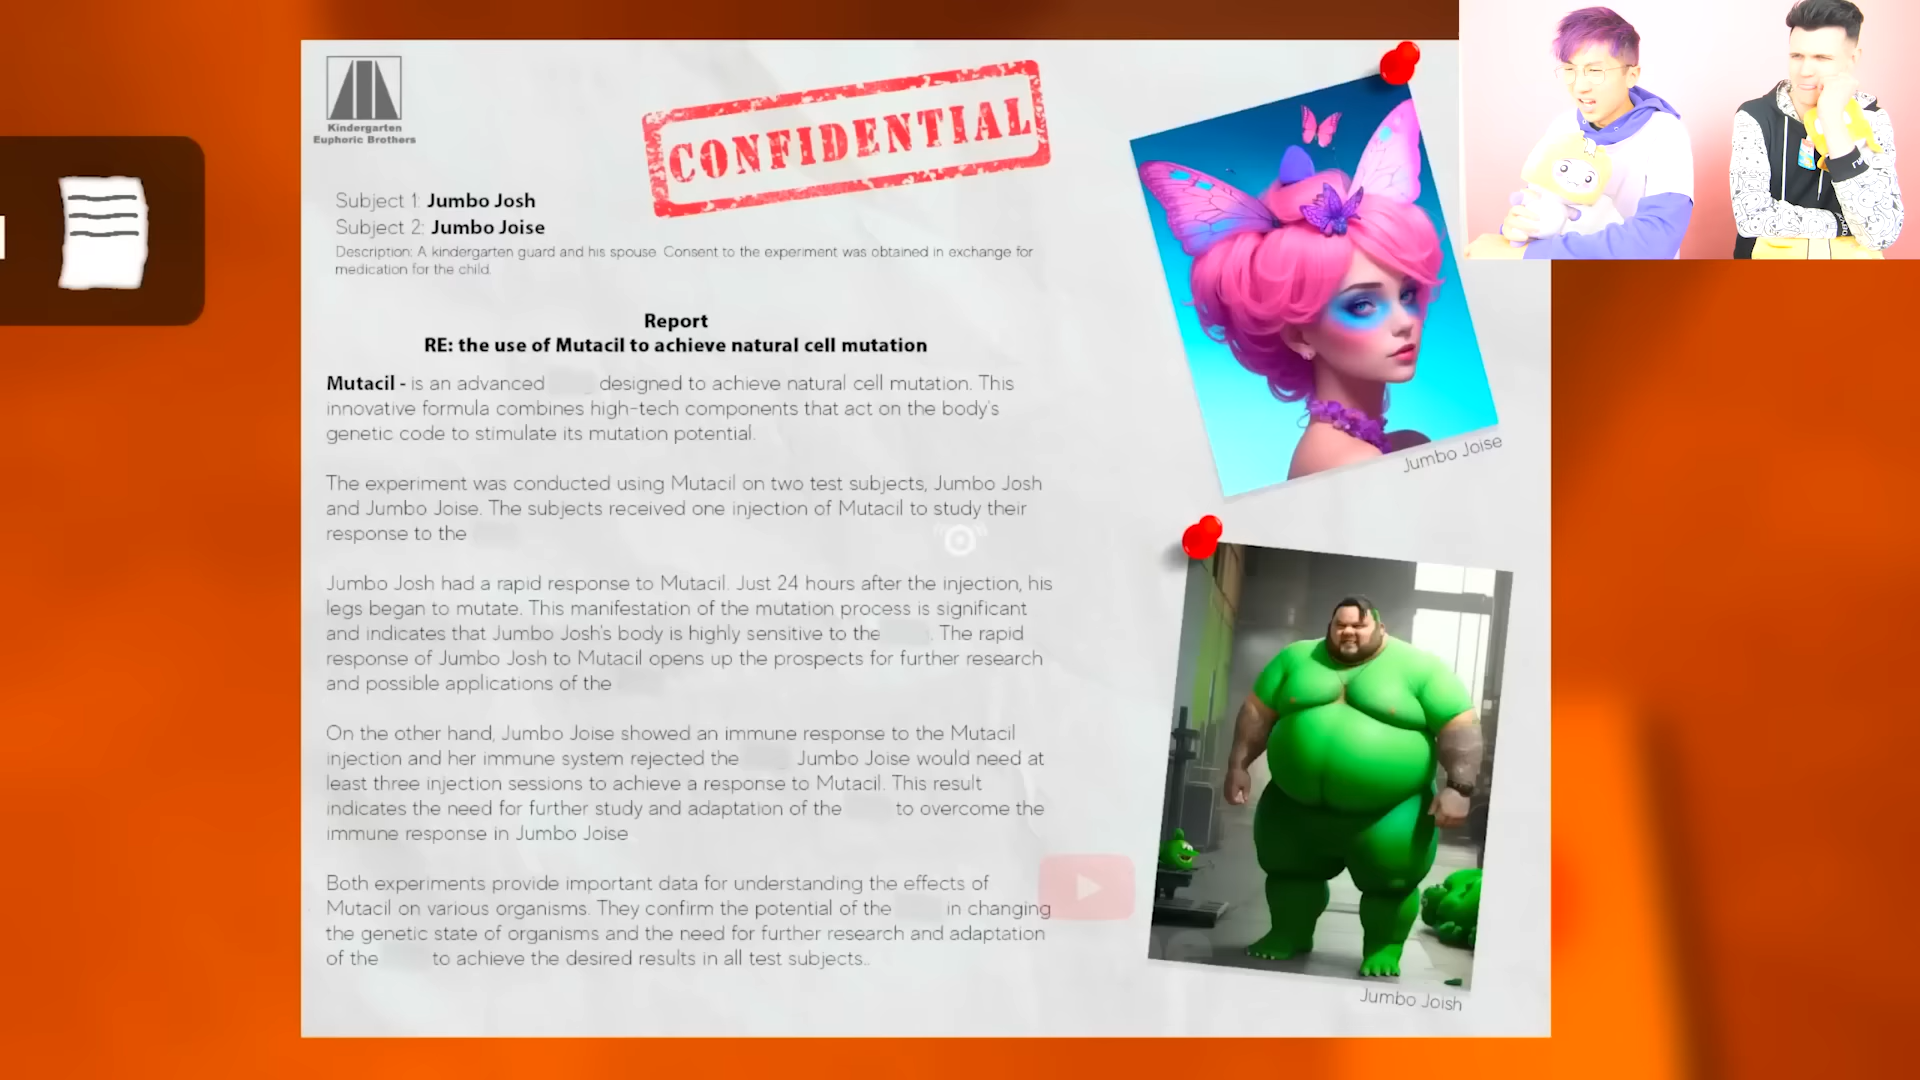 Kindergarten
Euphoric Brothers
CONFIDENTIAL
Subject 1: Jumbo Josh
Subject 2: Jumbo Joise
Description: A kindergarten guard and his spouse Consent to the experiment was obtained in exchange for
medication for the child.
Report
RE: the use of Mutacil to achieve natural cell mutation
Mutacil - is an advanced designed to achieve natural cell mutation. This
innovative formula combines high-tech components that act on the body's
genetic code to stimulate its mutation potential.
The experiment was conducted using Mutacil on two test subjects, Jumbo Josh
and Jumbo Joise. The subjects received one injection of Mutacil to study their
response to the
Jumbo Josh had a rapid response to Mutacil. Just 24 hours after the injection, his
legs began to mutate. This manifestation of the mutation process is significant
and indicates that Jumbo Josh's body is highly sensitive to the . The rapid
response of Jumbo Josh to Mutacil opens up the prospects for further research
and possible applications of the
On the other hand, Jumbo Joise showed an immune response to the Mutacil
injection and her immune system rejected the Jumbo Joise would need at
least three injection sessions to achieve a response to Mutacil. This result
indicates the need for further study and adaptation of the to overcome the
immune response in Jumbo Joise
Both experiments provide important data for understanding the effects of
Mutacil on various organisms. They confirm the potential of the in changing
the genetic state of organisms and the need for further research and adaptation
of the to achieve the desired results in all test subjects..
Jumbo Joise
Jumbo Joish